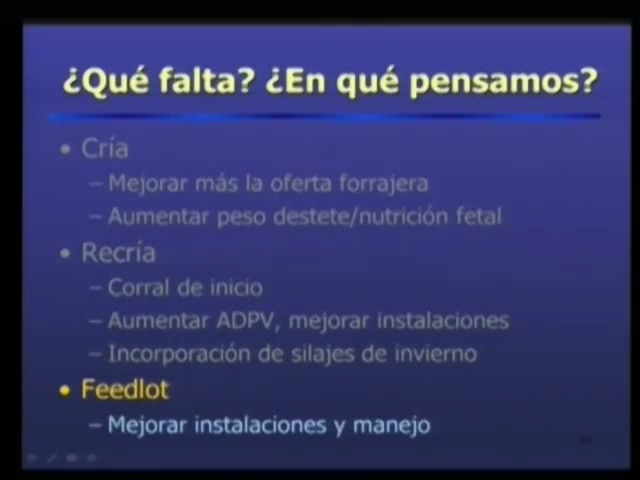 ¿Qué falta? ¿En qué pensamos?
• Cría
– Mejorar más la oferta forrajera
– Aumentar peso destete/nutrición fetal
• Recría
– Corral de inicio
– Aumentar ADPV, mejorar instalaciones
– Incorporación de silajes de invierno
• Feedlot
– Mejorar instalaciones y manejo